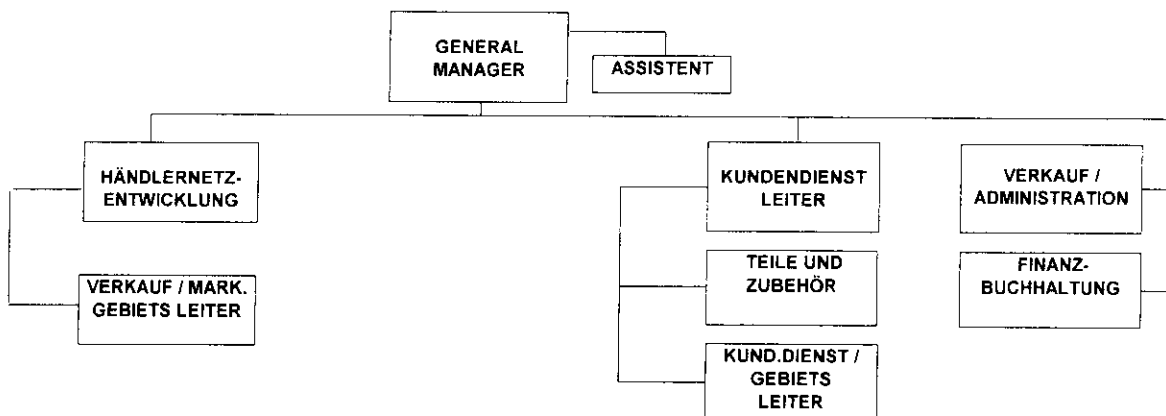 GENERAL
MANAGER
ASSISTENT
HÄNDLERNETZ-
ENTWICKLUNG
VERKAUF / MARK.
GEBIETS LEITER
KUNDENDIENST
LEITER
TEILE UND
ZUBEHÖR
KUND.DIENST /
GEBIETS
LEITER
VERKAUF /
ADMINISTRATION
FINANZ-
BUCHHALTUNG